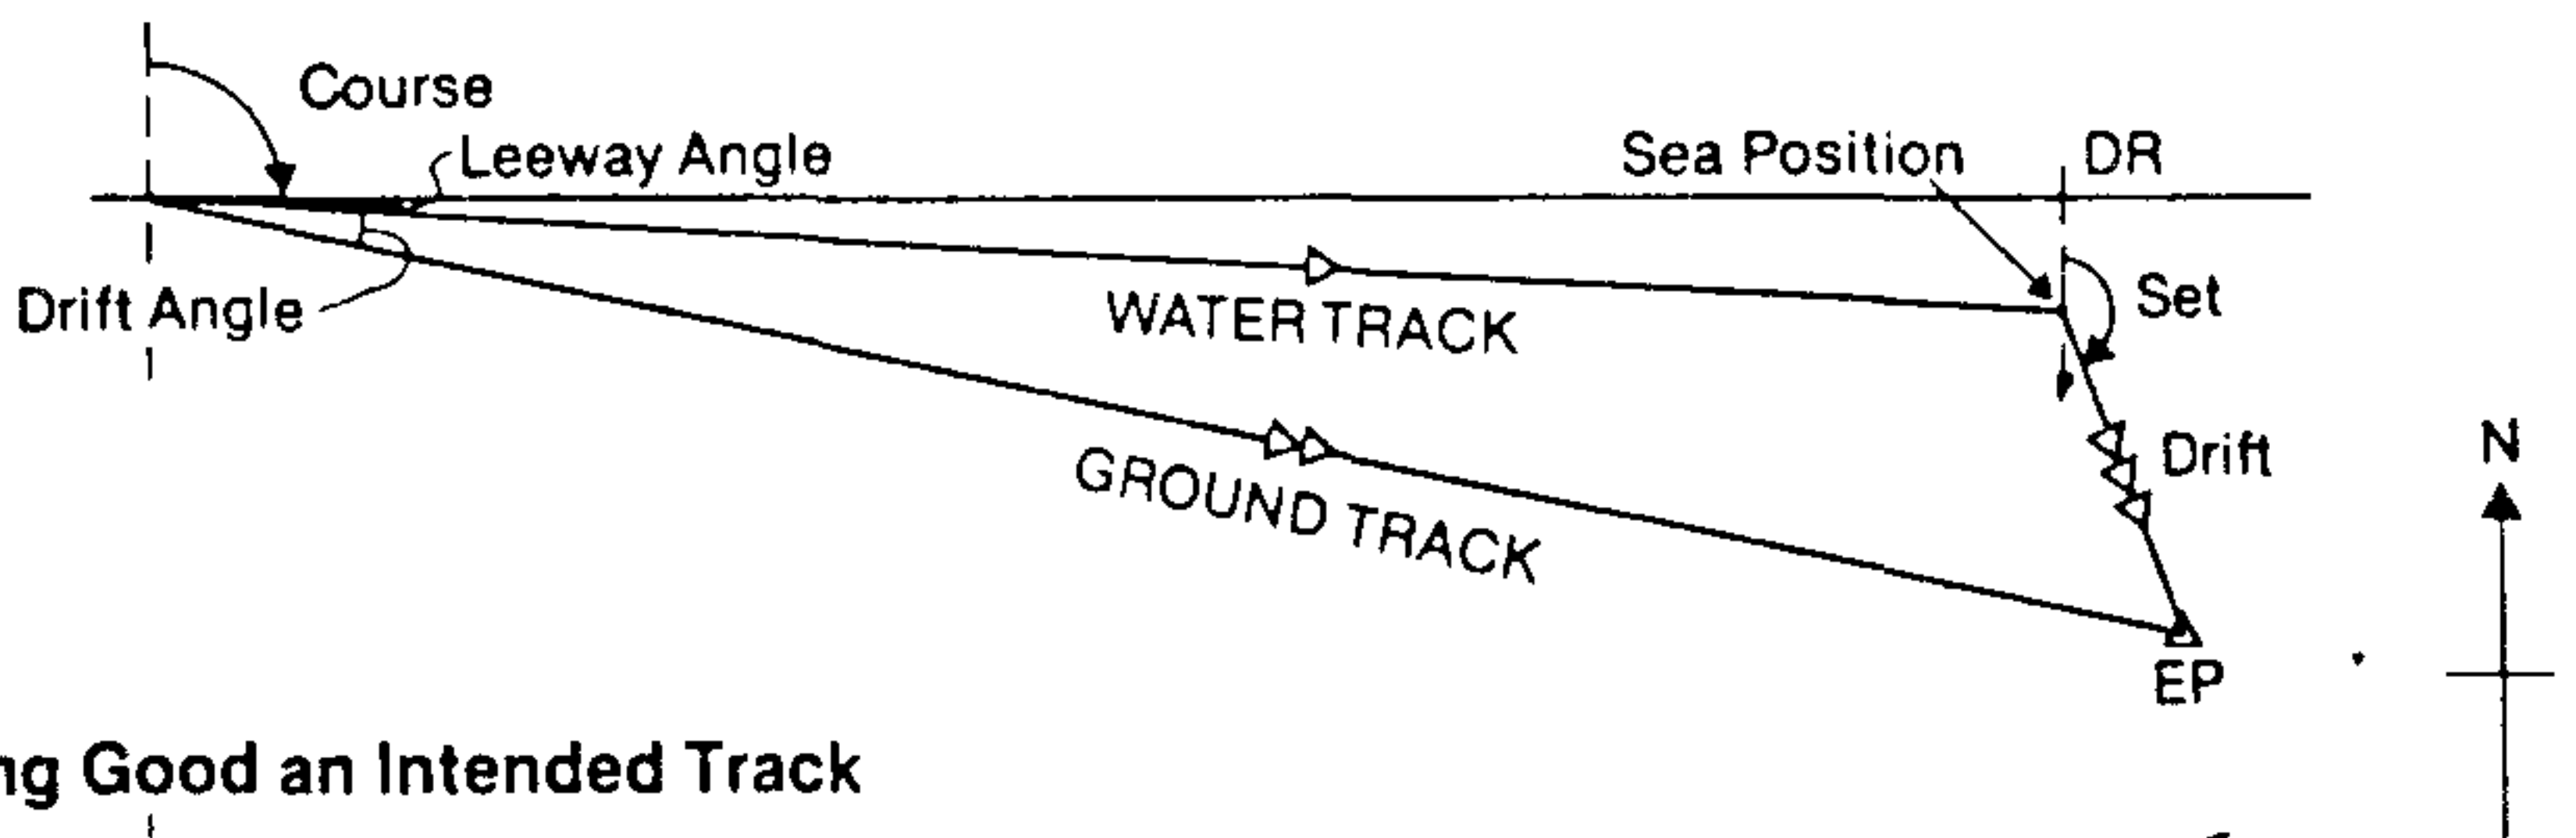 Course
Leeway Angle
Sea Position
DR
Drift Angle
WATER TRACK
Set
GROUND TRACK
Drift
N
EP
ng Good an Intended Track